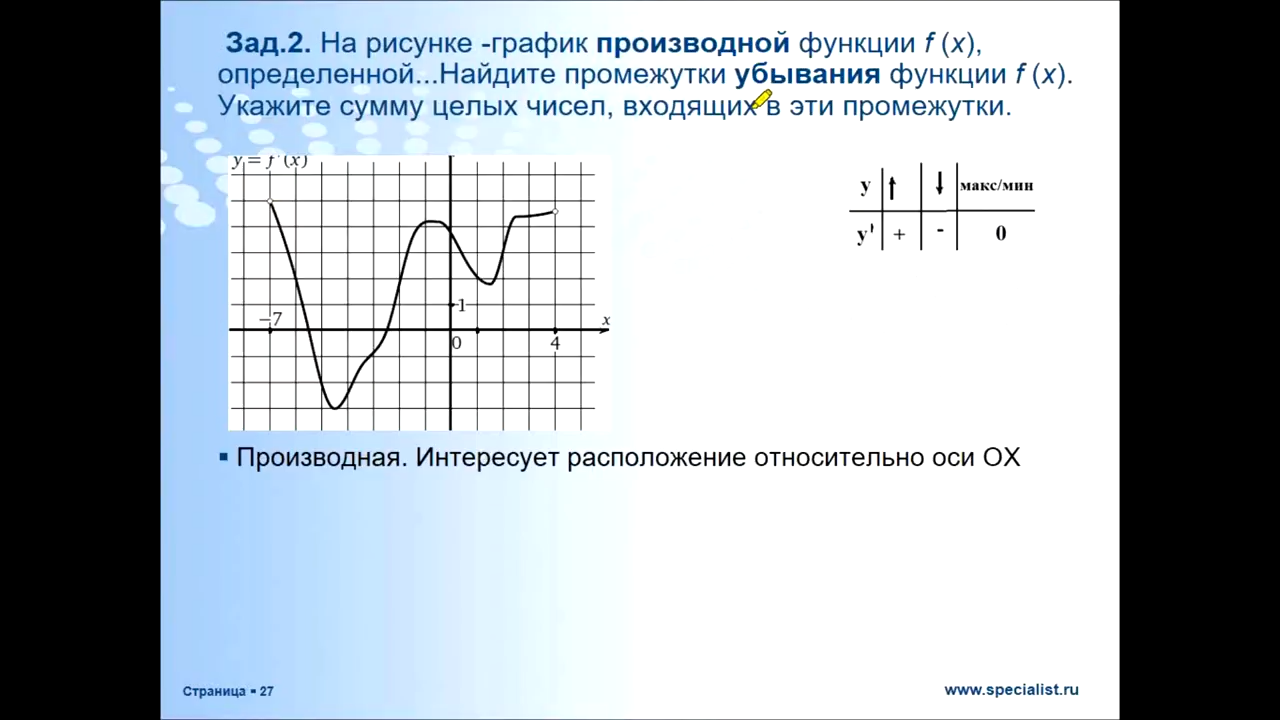 Зад.2. На рисунке -график производной функции f (x),
определенной...Найдите промежутки убывания функции f (x).
Укажите сумму целых чисел, входящих в эти промежутки.
y = f '(x)
1
−7
x
0
4
y ↑ ↓ макс/мин
y' + - 0
▪ Производная. Интересует расположение относительно оси ОХ
Страница ▪ 27
www.specialist.ru